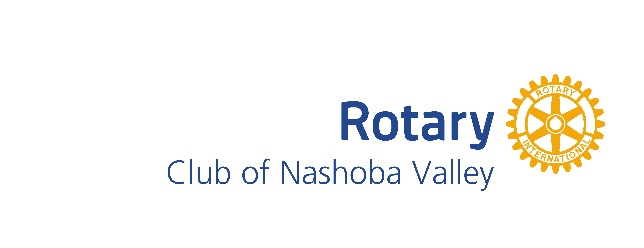 Rotary
Club of Nashoba Valley
ROTARY
INTERNATIONAL